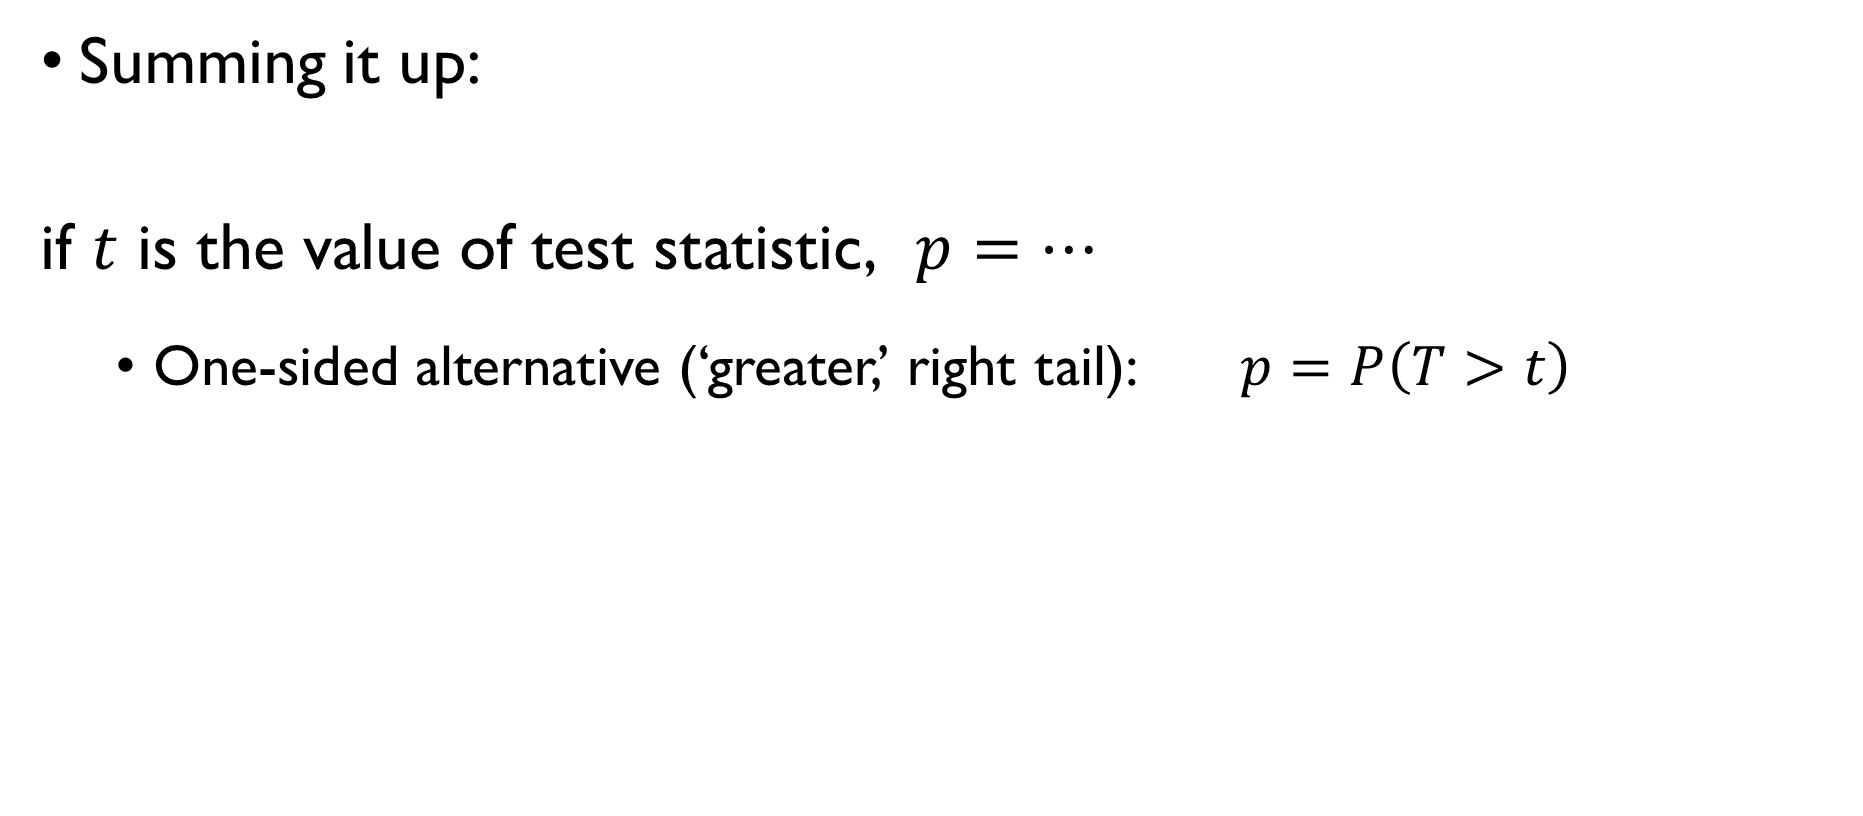 • Summing it up:
if 𝑡 is the value of test statistic, 𝑝 = ⋯
• One-sided alternative (‘greater,’ right tail): 𝑝 = 𝑃(𝑇 > 𝑡)